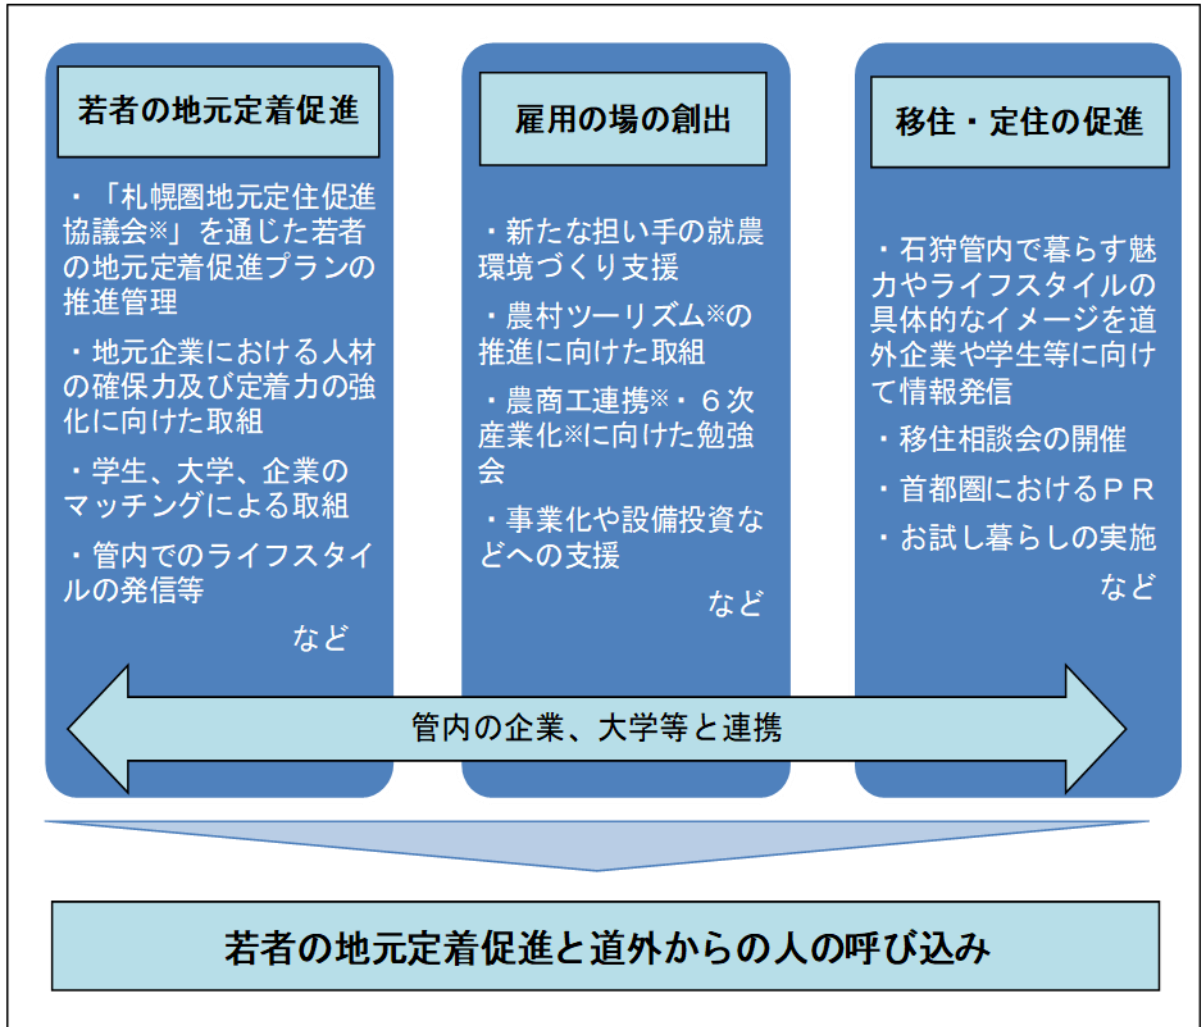 若者の地元定着促進
・「札幌圏地元定住促進
協議会※」を通じた若者
の地元定着促進プランの
推進管理
・地元企業における人材
の確保力及び定着力の強
化に向けた取組
・学生、大学、企業の
マッチングによる取組
・管内でのライフスタイ
ルの発信等
など
雇用の場の創出
・新たな担い手の就農
環境づくり支援
・農村ツーリズム※の
推進に向けた取組
・農商工連携※・６次
産業化※に向けた勉強
会
・事業化や設備投資な
どへの支援
など
移住・定住の促進
・石狩管内で暮らす魅
力やライフスタイルの
具体的なイメージを道
外企業や学生等に向け
て情報発信
・移住相談会の開催
・首都圏におけるＰＲ
・お試し暮らしの実施
など
管内の企業、大学等と連携
若者の地元定着促進と道外からの人の呼び込み